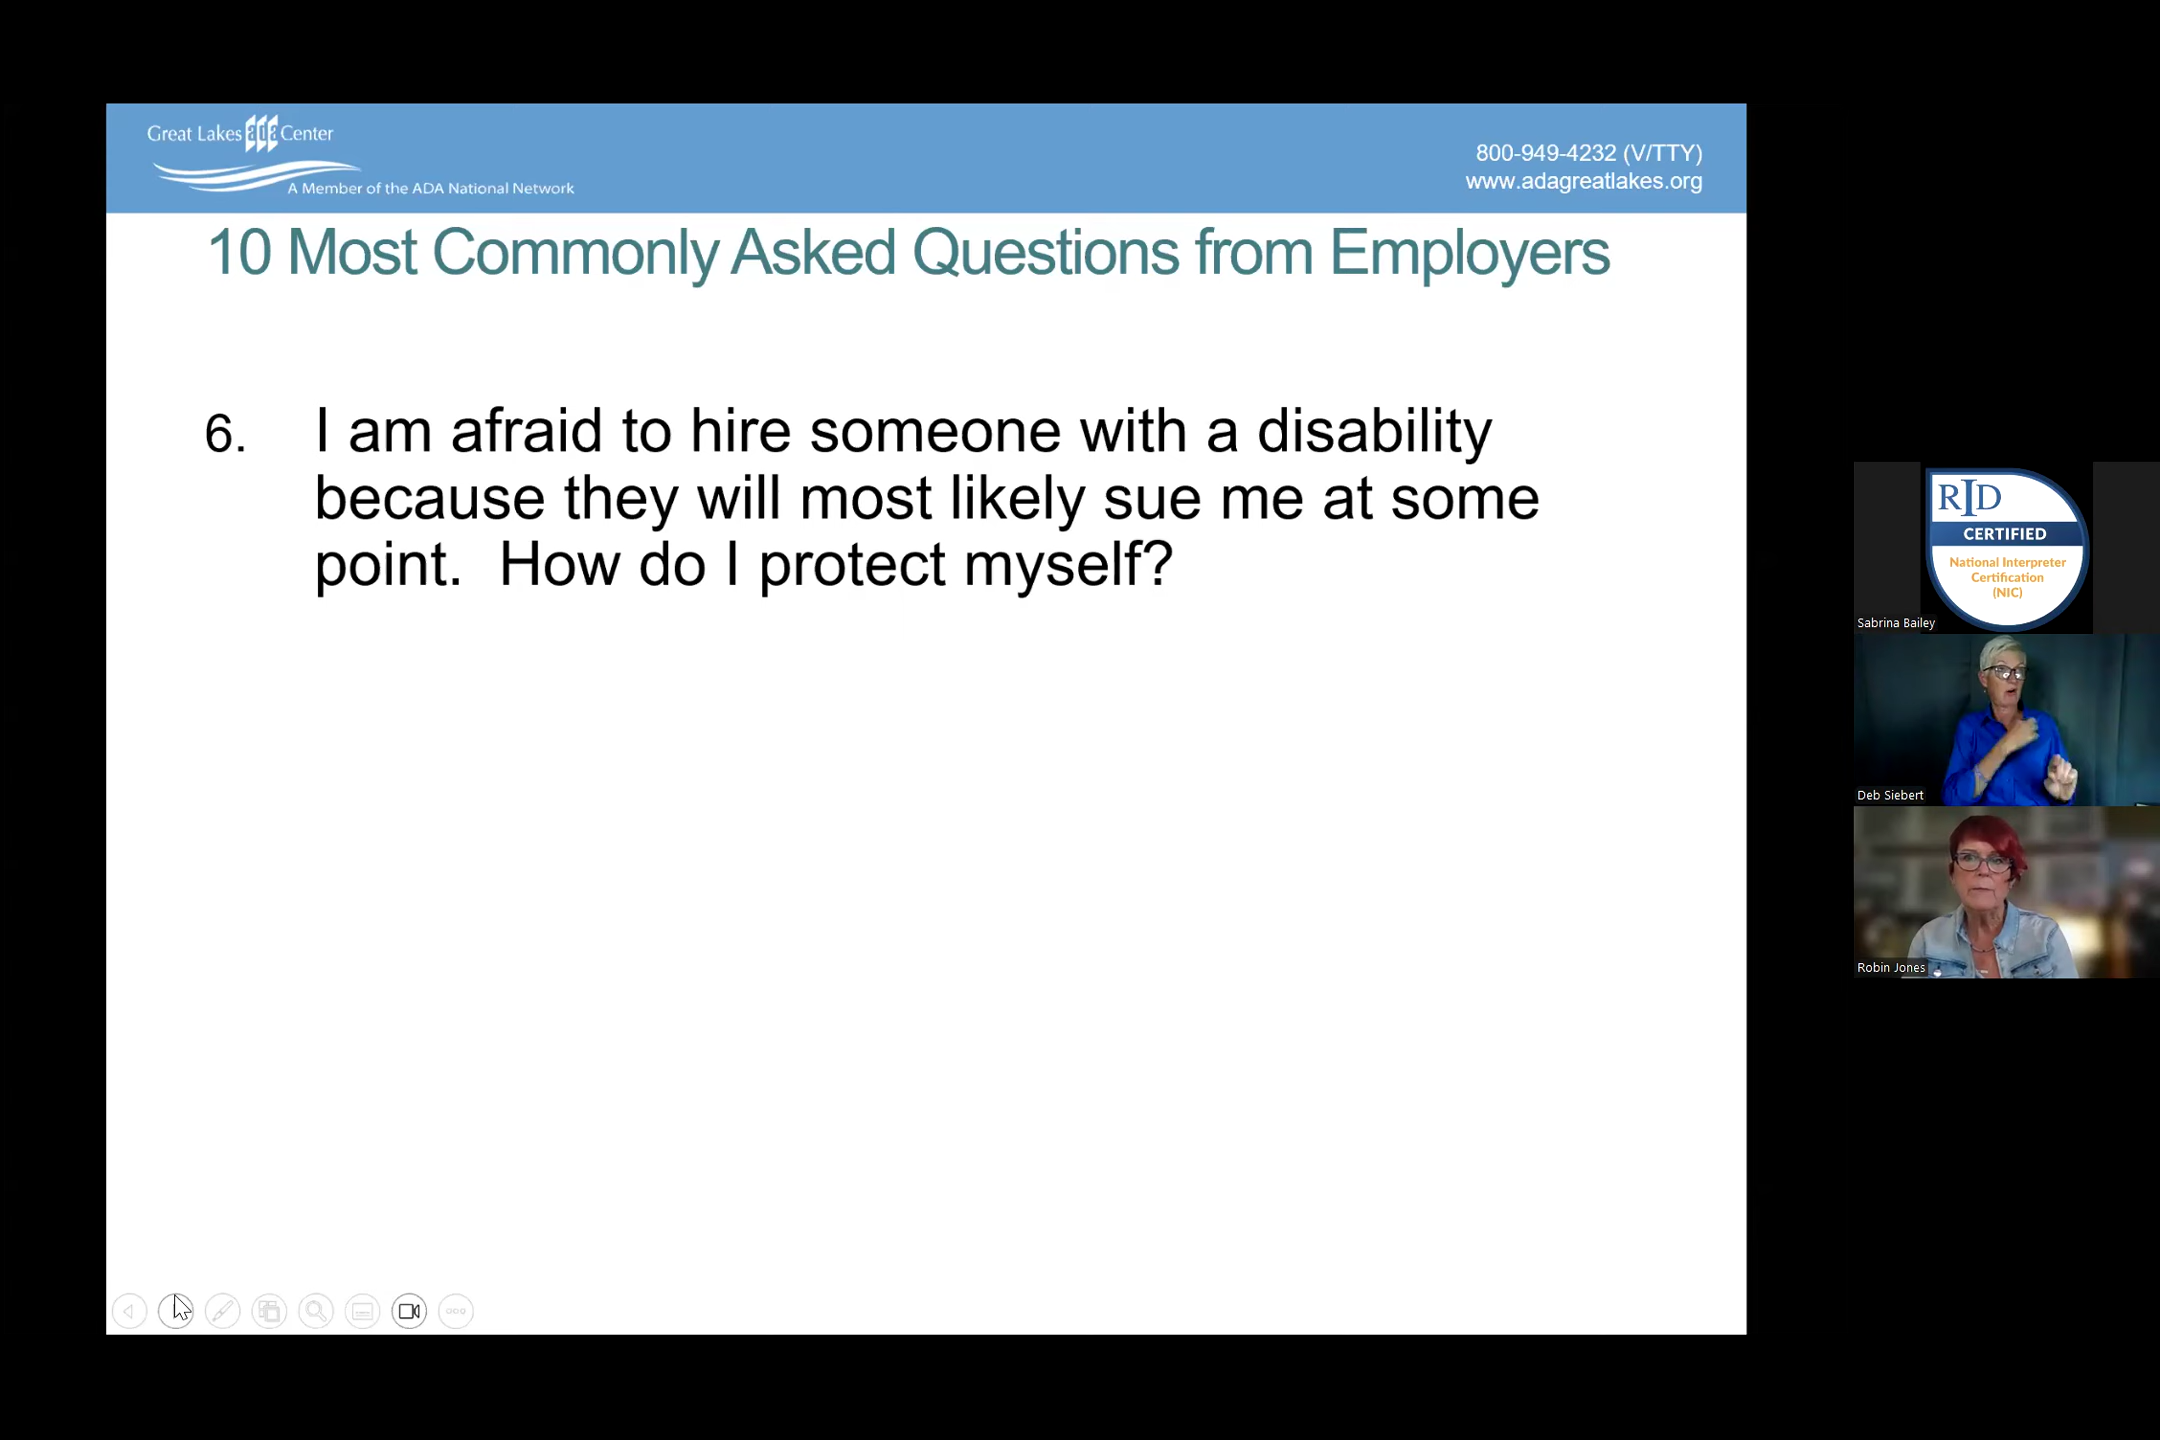 Great Lakes ada Center
A Member of the ADA National Network
800-949-4232 (V/TTY)
www.adagreatlakes.org
10 Most Commonly Asked Questions from Employers
6. I am afraid to hire someone with a disability
because they will most likely sue me at some
point. How do I protect myself?
RID
CERTIFIED
National Interpreter
Certification
(NIC)
Sabrina Bailey
Deb Siebert
Robin Jones